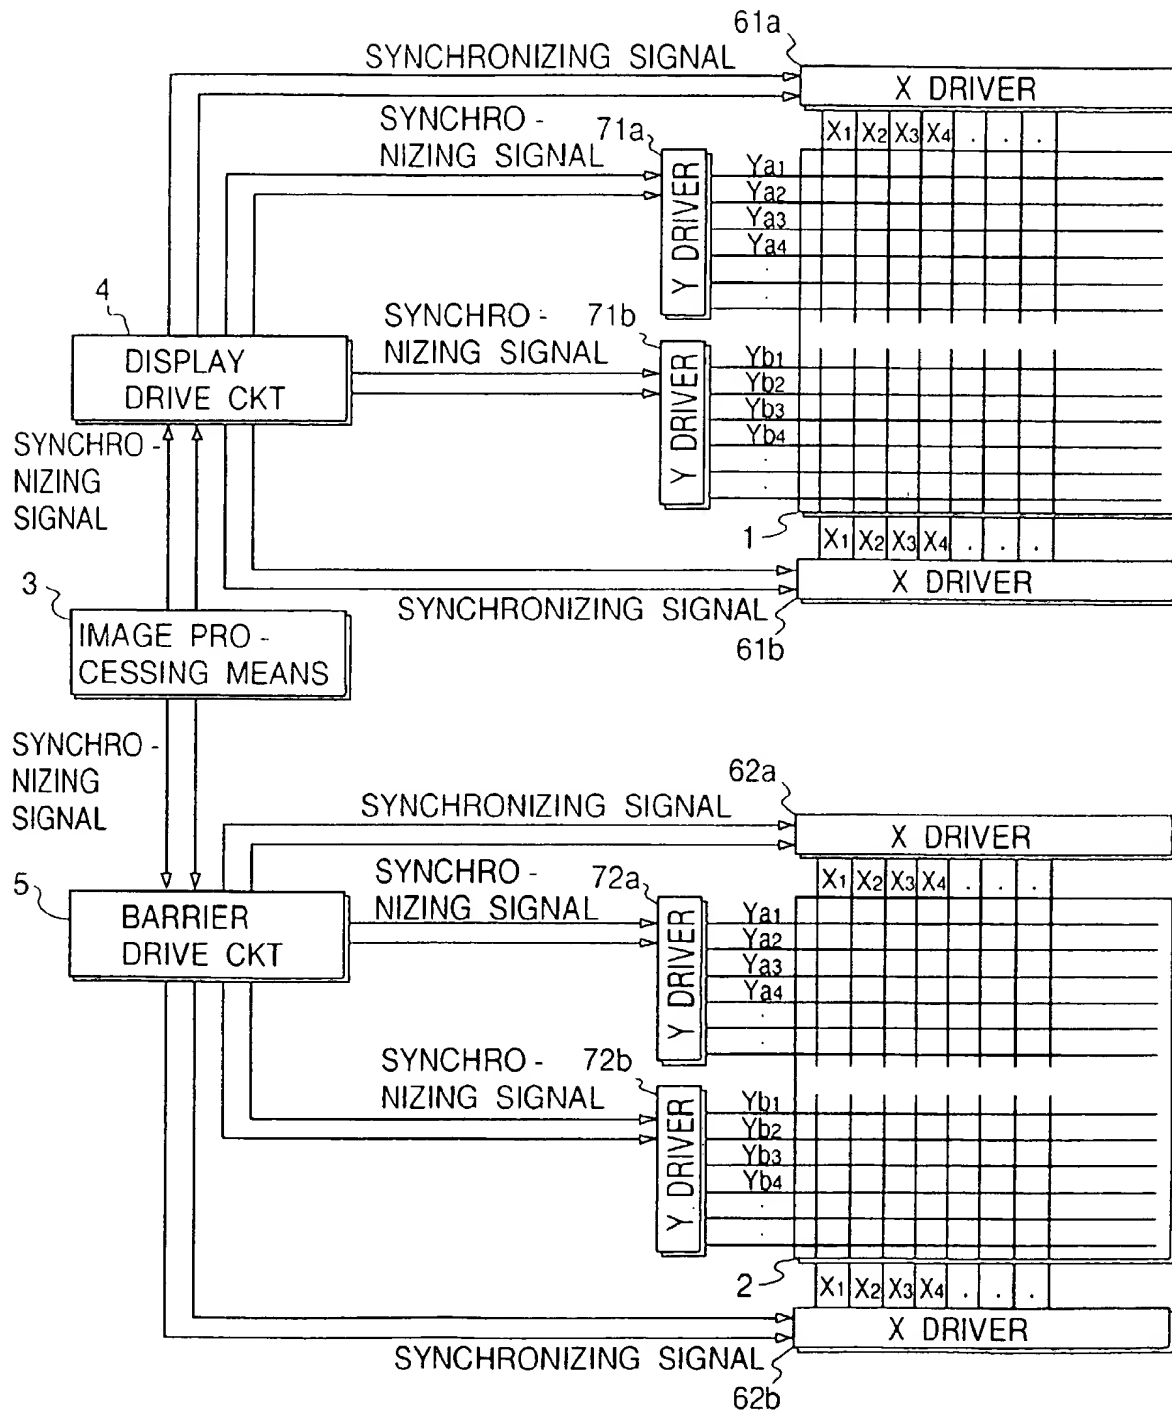 61a
SYNCHRONIZING SIGNAL
X DRIVER
SYNCHRO -
NIZING SIGNAL
71a
X1 X2 X3 X4 . . .
Y DRIVER
Ya1
Ya2
Ya3
Ya4
.
.
4
DISPLAY
DRIVE CKT
SYNCHRO -
NIZING SIGNAL
71b
Y DRIVER
Yb1
Yb2
Yb3
Yb4
.
.
SYNCHRO -
NIZING
SIGNAL
1
X1 X2 X3 X4 . . .
X DRIVER
SYNCHRONIZING SIGNAL
61b
3
IMAGE PRO -
CESSING MEANS
SYNCHRO -
NIZING
SIGNAL
62a
SYNCHRONIZING SIGNAL
X DRIVER
5
BARRIER
DRIVE CKT
SYNCHRO -
NIZING SIGNAL
72a
X1 X2 X3 X4 . . .
Y DRIVER
Ya1
Ya2
Ya3
Ya4
.
.
SYNCHRO -
NIZING SIGNAL
72b
Y DRIVER
Yb1
Yb2
Yb3
Yb4
.
.
2
X1 X2 X3 X4 . . .
X DRIVER
SYNCHRONIZING SIGNAL
62b